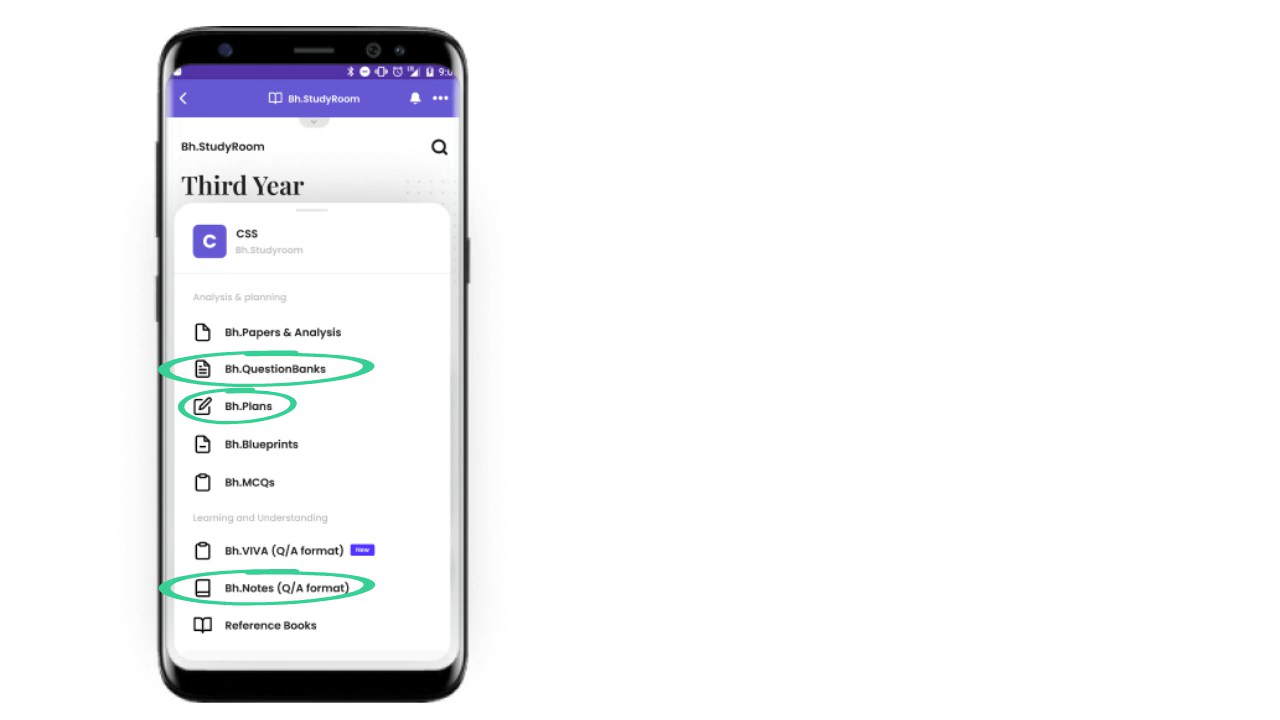 Bh.StudyRoom
Bh.StudyRoom
Third Year
C
CSS
Bh.Studyroom
Analysis & planning
Bh.Papers & Analysis
Bh.QuestionBanks
Bh.Plans
Bh.Blueprints
Bh.MCQs
Learning and Understanding
Bh.VIVA (Q/A format) New
Bh.Notes (Q/A format)
Reference Books